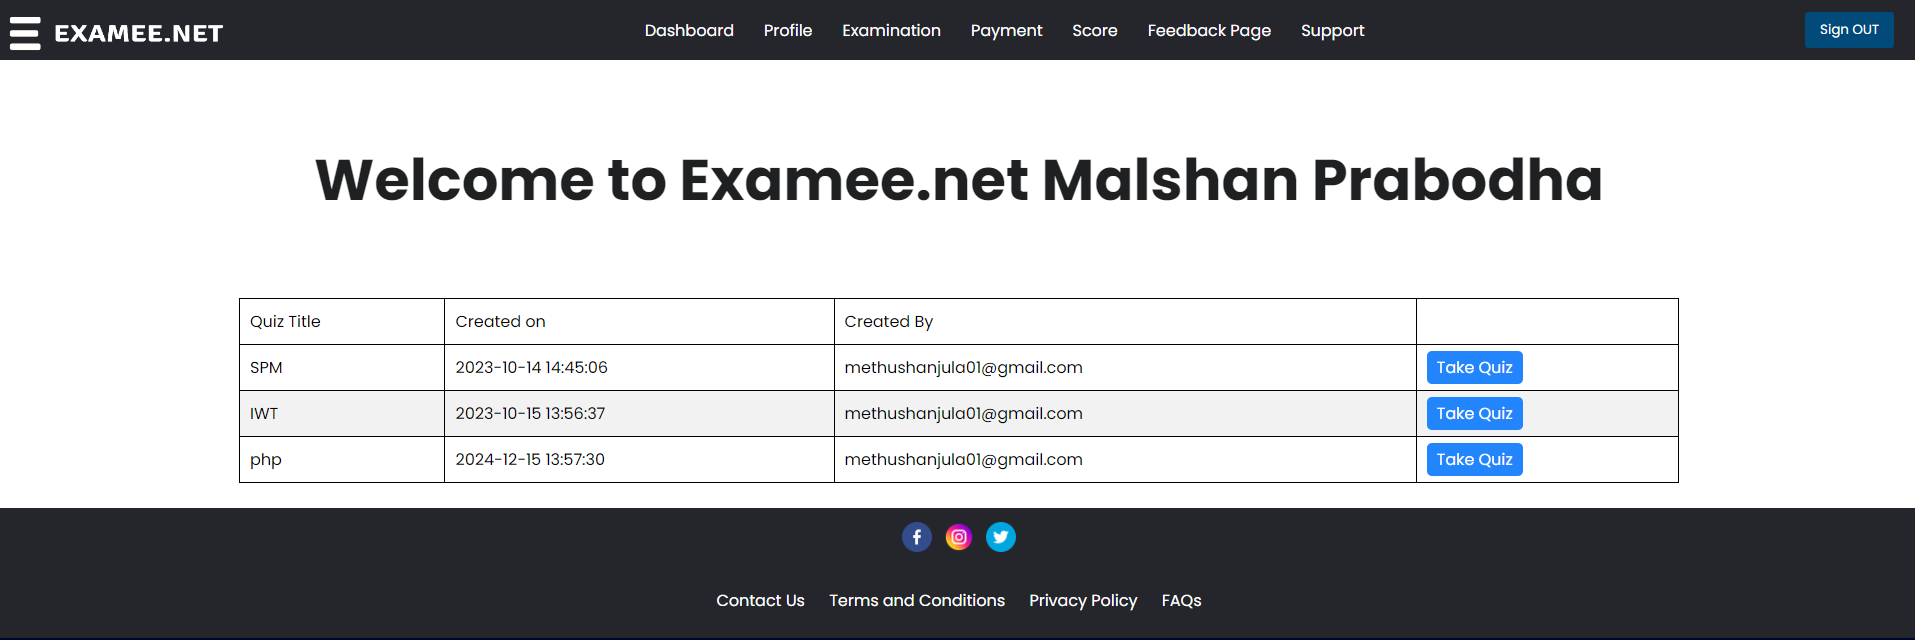 EXAMEE.NET Dashboard Profile Examination Payment Score Feedback Page Support Sign OUT
Welcome to Examee.net Malshan Prabodha
Quiz Title Created on Created By
SPM 2023-10-14 14:45:06 methushanjula01@gmail.com Take Quiz
IWT 2023-10-15 13:56:37 methushanjula01@gmail.com Take Quiz
php 2024-12-15 13:57:30 methushanjula01@gmail.com Take Quiz
Contact Us Terms and Conditions Privacy Policy FAQs